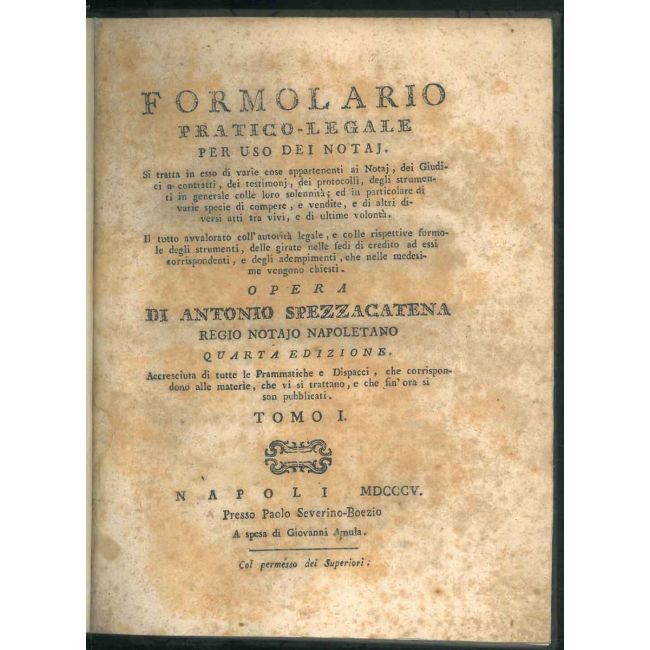 FORMOLARIO
PRATICO-LEGALE
PER USO DEI NOTAJ.
Si tratta in esso di varie cose appartenenti ai Notaj, dei Giudi-
ci a contratti, dei testimonj, dei protocolli, degli strumen-
ti in generale colle loro solennità; ed in particolare di
varie specie di compere, e vendite, e di altri di-
versi atti tra vivi, e di ultime volontà.
Il tutto avvalorato coll'autorità legale, e colle rispettive formo-
le degli strumenti, delle girate nelle fedi di credito ad essi
corrispondenti, e degli adempimenti, che nelle medesi-
me vengono chiesti.
OPERA
DI ANTONIO SPEZZACATENA
REGIO NOTAJO NAPOLETANO
QUARTA EDIZIONE.
Accresciuta di tutte le Prammatiche e Dispacci, che corrispon-
dono alle materie, che vi si trattano, e che fin'ora si
son pubblicati.
TOMO I.
NAPOLI MDCCCV.
Presso Paolo Severino-Boezio
A spesa di Giovanni Amula.
Col permesso dei Superiori.